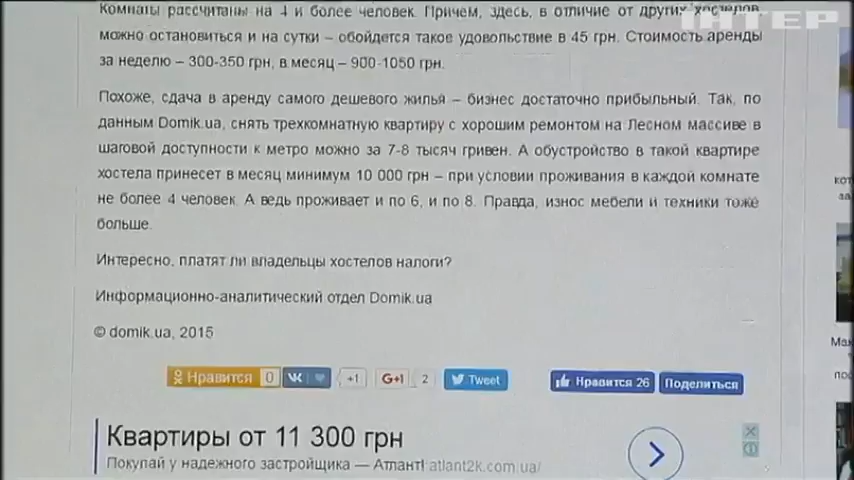 ІНТЕР
Комнаты рассчитаны на 4 и более человек. Причем, здесь, в отличие от других хостелов
можно остановиться и на сутки – обойдется такое удовольствие в 45 грн. Стоимость аренды
за неделю – 300-350 грн, в месяц – 900-1050 грн.
Похоже, сдача в аренду самого дешевого жилья – бизнес достаточно прибыльный. Так, по
данным Domik.ua, снять трехкомнатную квартиру с хорошим ремонтом на Лесном массиве в
шаговой доступности к метро можно за 7-8 тысяч гривен. А обустройство в такой квартире
хостела принесет в месяц минимум 10 000 грн – при условии проживания в каждой комнате
не более 4 человек. А ведь проживает и по 6, и по 8. Правда, износ мебели и техники тоже
больше.
Интересно, платят ли владельцы хостелов налоги?
Информационно-аналитический отдел Domik.ua
© domik.ua, 2015
Нравится 0 +1 G+1 2 Tweet Нравится 26 Поделиться
Квартиры от 11 300 грн
Покупай у надежного застройщика — Атлант! atlant2k.com.ua/